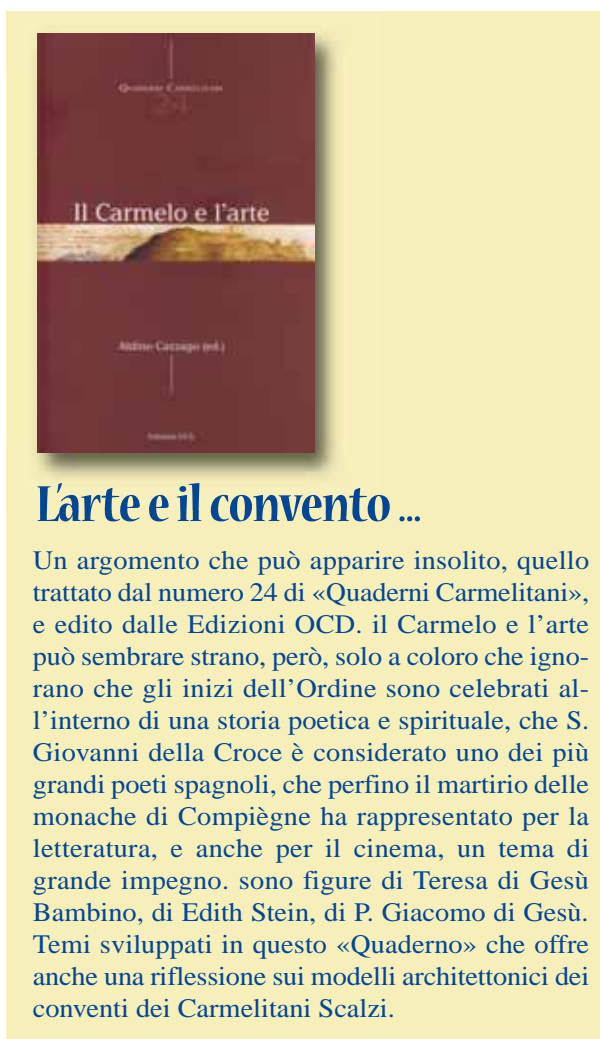 Quaderni Carmelitani
24
Il Carmelo e l'arte
(ed.)
Edizioni OCD
L'arte e il convento ...
Un argomento che può apparire insolito, quello
trattato dal numero 24 di «Quaderni Carmelitani»,
e edito dalle Edizioni OCD. il Carmelo e l'arte
può sembrare strano, però, solo a coloro che igno-
rano che gli inizi dell'Ordine sono celebrati al-
l'interno di una storia poetica e spirituale, che S.
Giovanni della Croce è considerato uno dei più
grandi poeti spagnoli, che perfino il martirio delle
monache di Compiègne ha rappresentato per la
letteratura, e anche per il cinema, un tema di
grande impegno. sono figure di Teresa di Gesù
Bambino, di Edith Stein, di P. Giacomo di Gesù.
Temi sviluppati in questo «Quaderno» che offre
anche una riflessione sui modelli architettonici dei
conventi dei Carmelitani Scalzi.